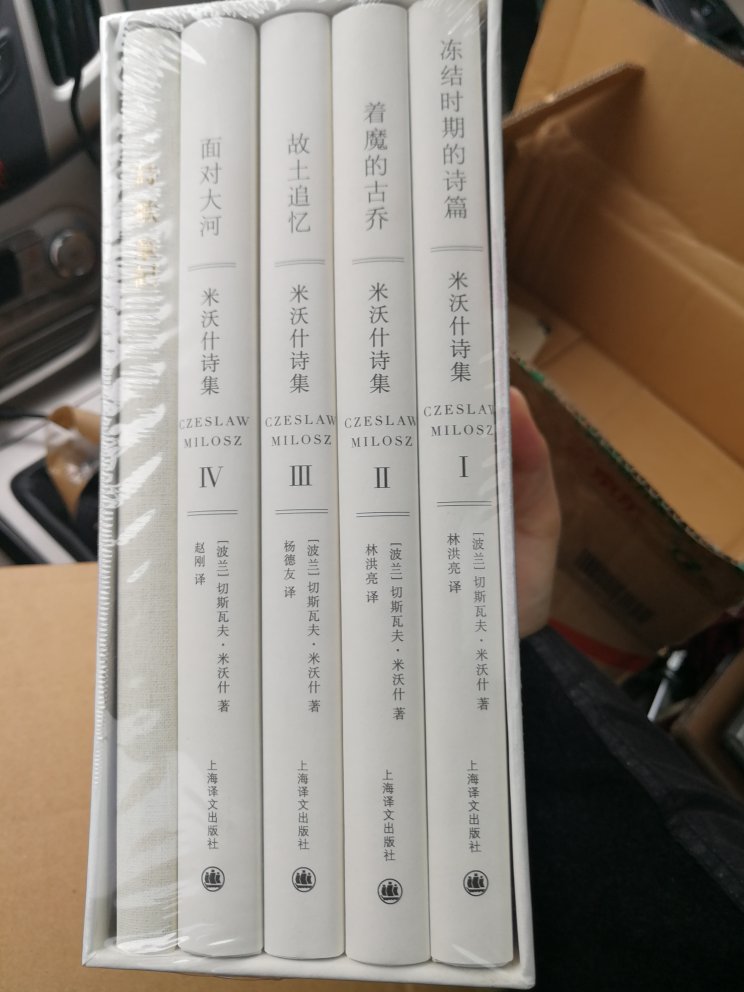 冻结时期的诗篇
米沃什诗集
CZESLAW
MILOSZ
I
[波兰]切斯瓦夫·米沃什 著
林洪亮 译
上海译文出版社
着魔的古乔
米沃什诗集
CZESLAW
MILOSZ
II
[波兰]切斯瓦夫·米沃什 著
林洪亮 译
上海译文出版社
故土追忆
米沃什诗集
CZESLAW
MILOSZ
III
[波兰]切斯瓦夫·米沃什 著
杨德友 译
上海译文出版社
面对大河
米沃什诗集
CZESLAW
MILOSZ
IV
[波兰]切斯瓦夫·米沃什 著
赵刚 译
上海译文出版社